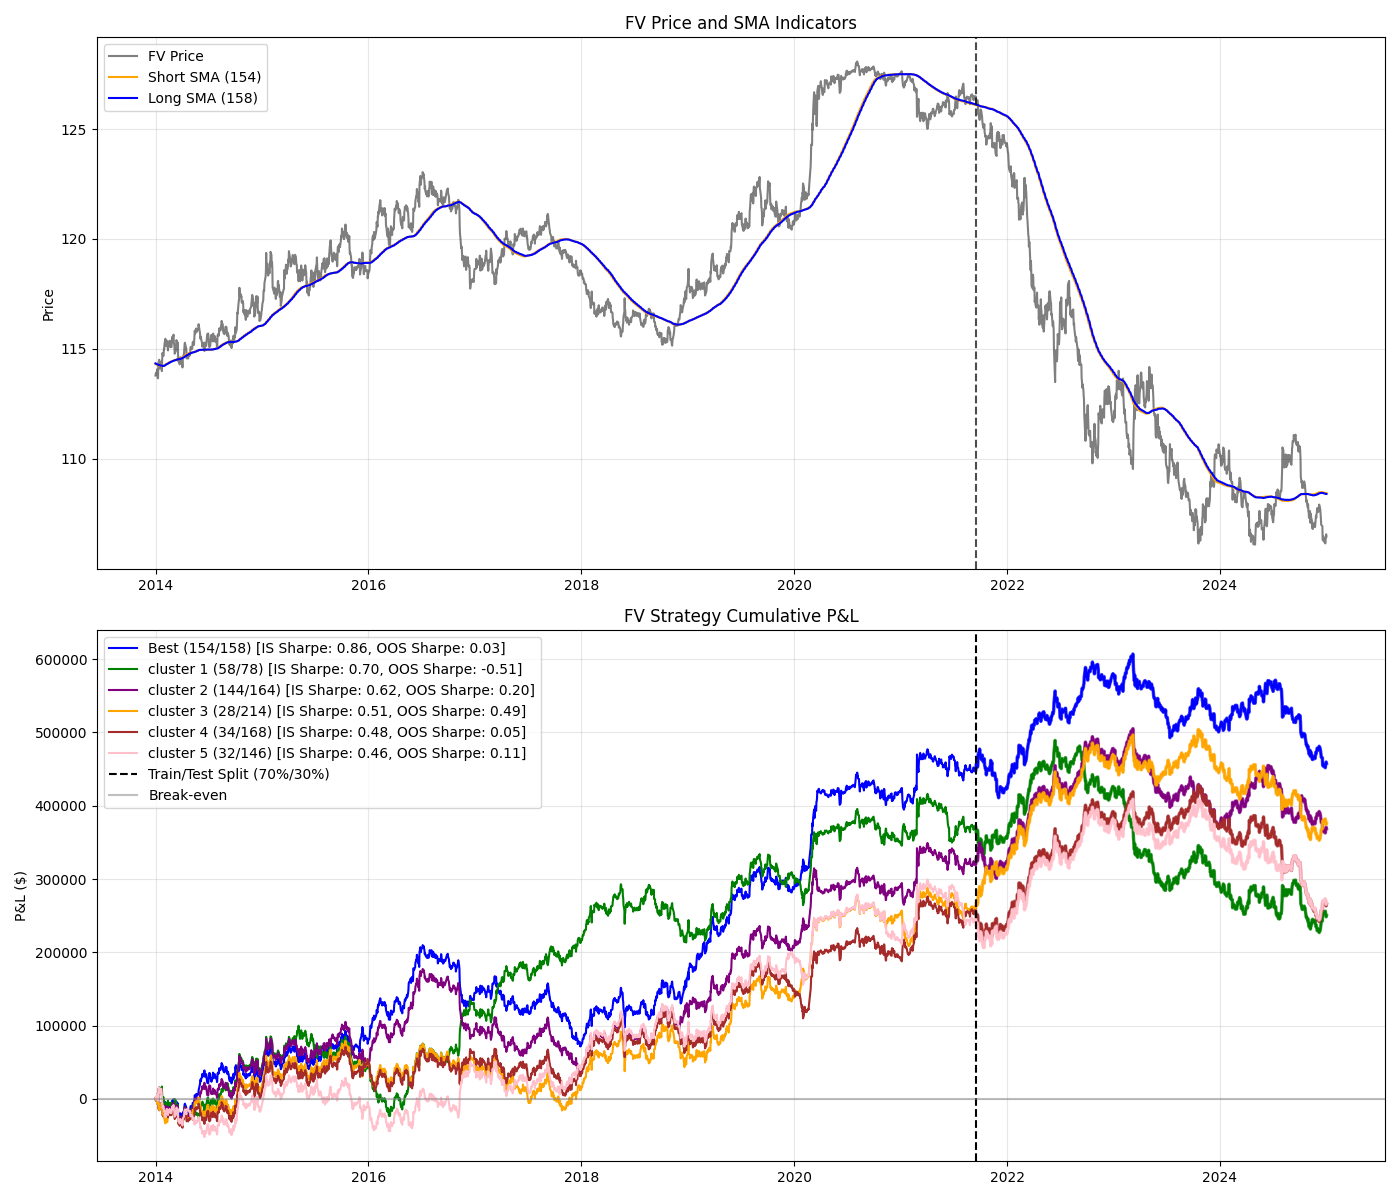 FV Price and SMA Indicators
FV Price
Short SMA (154)
Long SMA (158)
Price
125
120
115
110
2014
2016
2018
2020
2022
2024
FV Strategy Cumulative P&L
Best (154/158) [IS Sharpe: 0.86, OOS Sharpe: 0.03]
cluster 1 (58/78) [IS Sharpe: 0.70, OOS Sharpe: -0.51]
cluster 2 (144/164) [IS Sharpe: 0.62, OOS Sharpe: 0.20]
cluster 3 (28/214) [IS Sharpe: 0.51, OOS Sharpe: 0.49]
cluster 4 (34/168) [IS Sharpe: 0.48, OOS Sharpe: 0.05]
cluster 5 (32/146) [IS Sharpe: 0.46, OOS Sharpe: 0.11]
Train/Test Split (70%/30%)
Break-even
P&L ($)
600000
500000
400000
300000
200000
100000
0
2014
2016
2018
2020
2022
2024